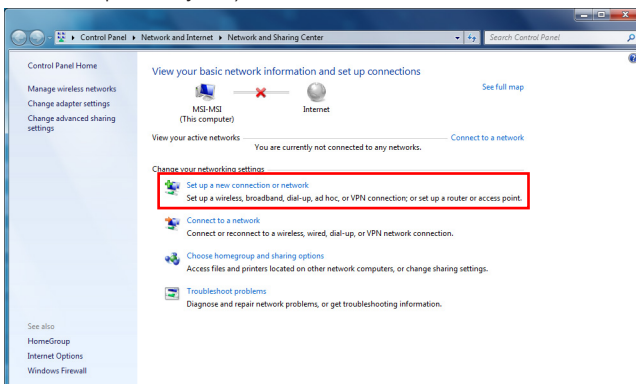 Control Panel ▸ Network and Internet ▸ Network and Sharing Center
Search Control Panel
Control Panel Home
Manage wireless networks
Change adapter settings
Change advanced sharing
settings
See also
HomeGroup
Internet Options
Windows Firewall
View your basic network information and set up connections
See full map
MSI-MSI
(This computer)
Internet
View your active networks
Connect to a network
You are currently not connected to any networks.
Change your networking settings
Set up a new connection or network
Set up a wireless, broadband, dial-up, ad hoc, or VPN connection; or set up a router or access point.
Connect to a network
Connect or reconnect to a wireless, wired, dial-up, or VPN network connection.
Choose homegroup and sharing options
Access files and printers located on other network computers, or change sharing settings.
Troubleshoot problems
Diagnose and repair network problems, or get troubleshooting information.